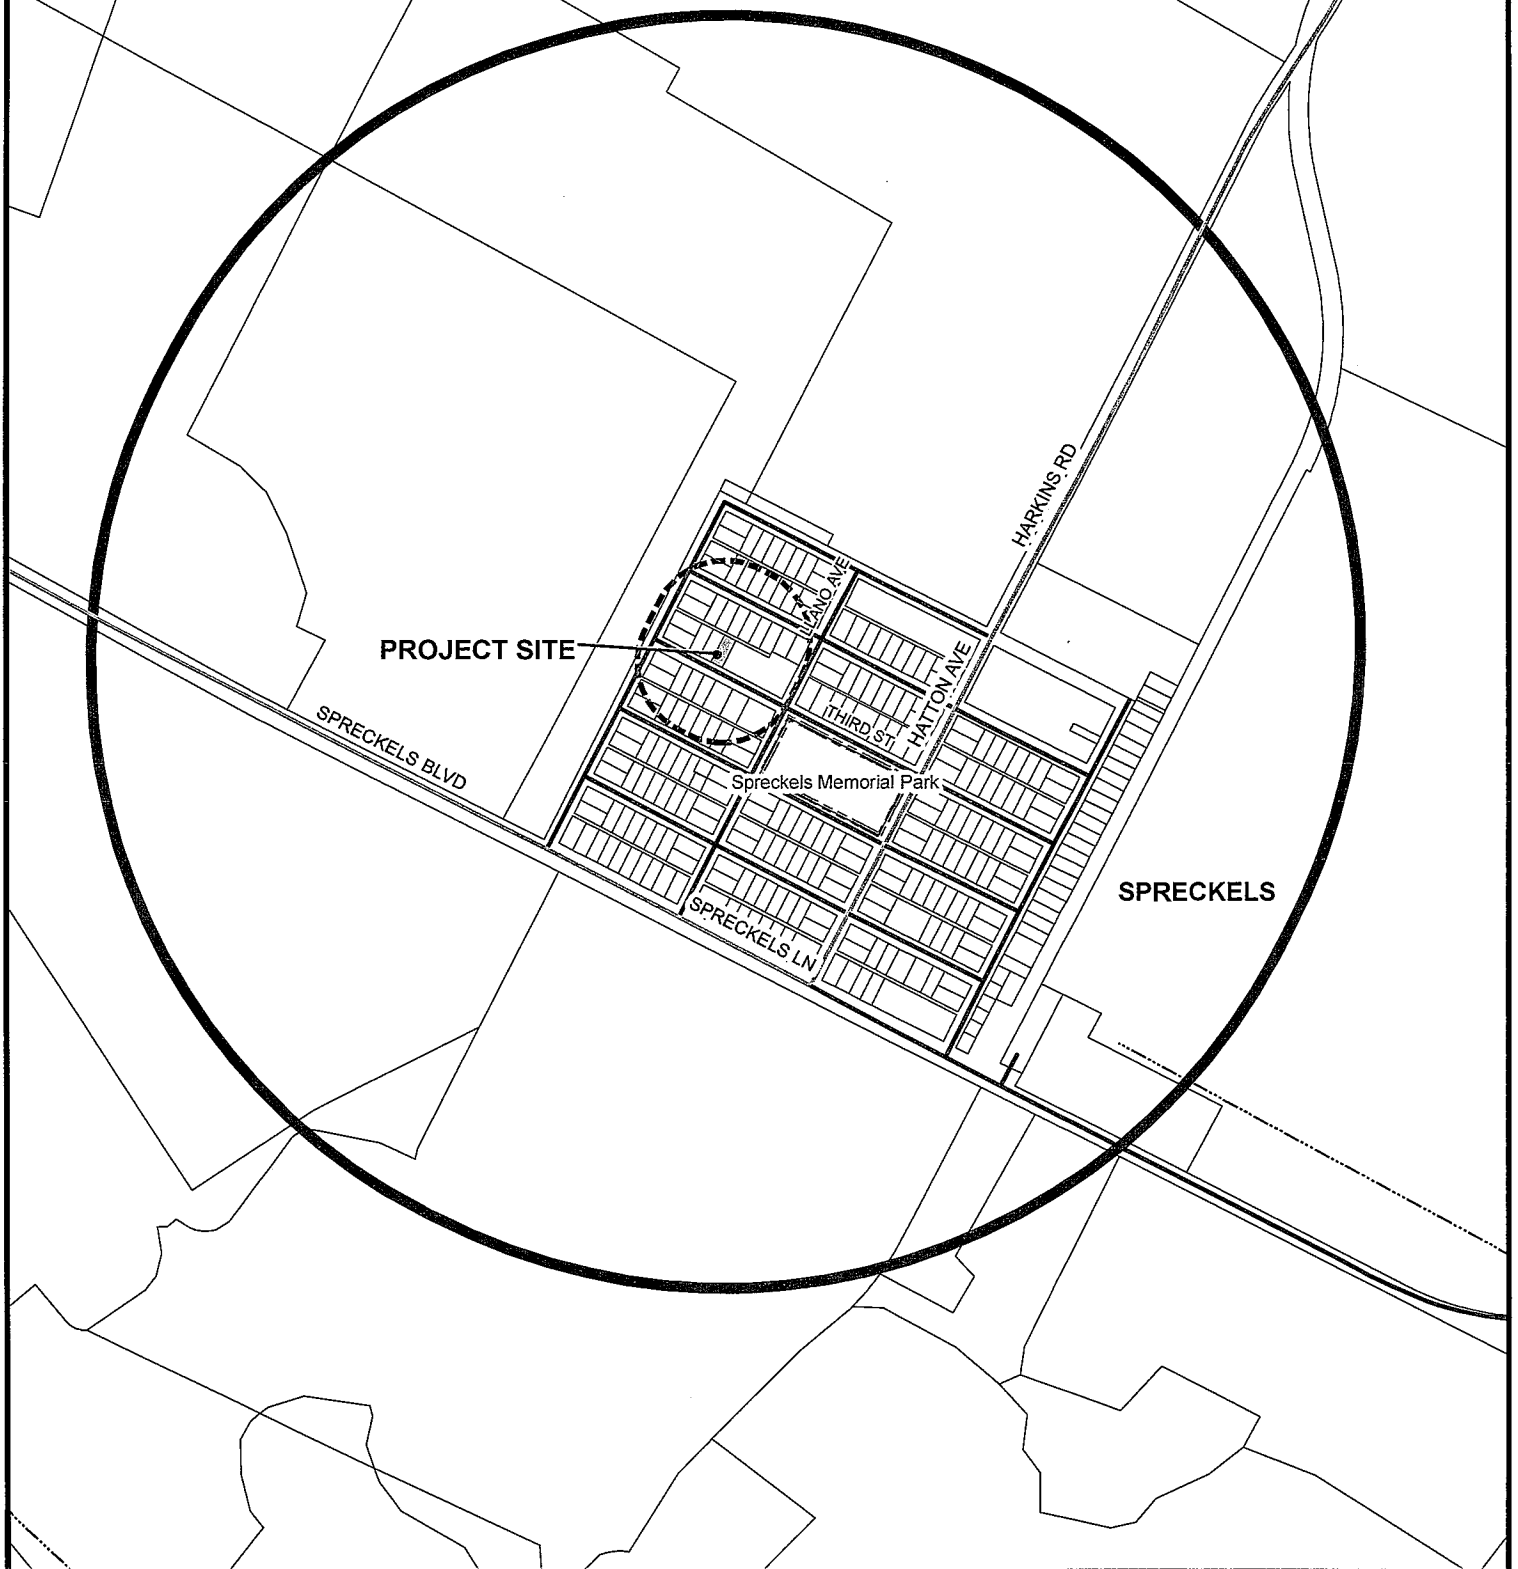 HARKINS RD
LLANO AVE
PROJECT SITE
HATTON AVE
THIRD ST
SPRECKELS BLVD
Spreckels Memorial Park
SPRECKELS
SPRECKELS LN